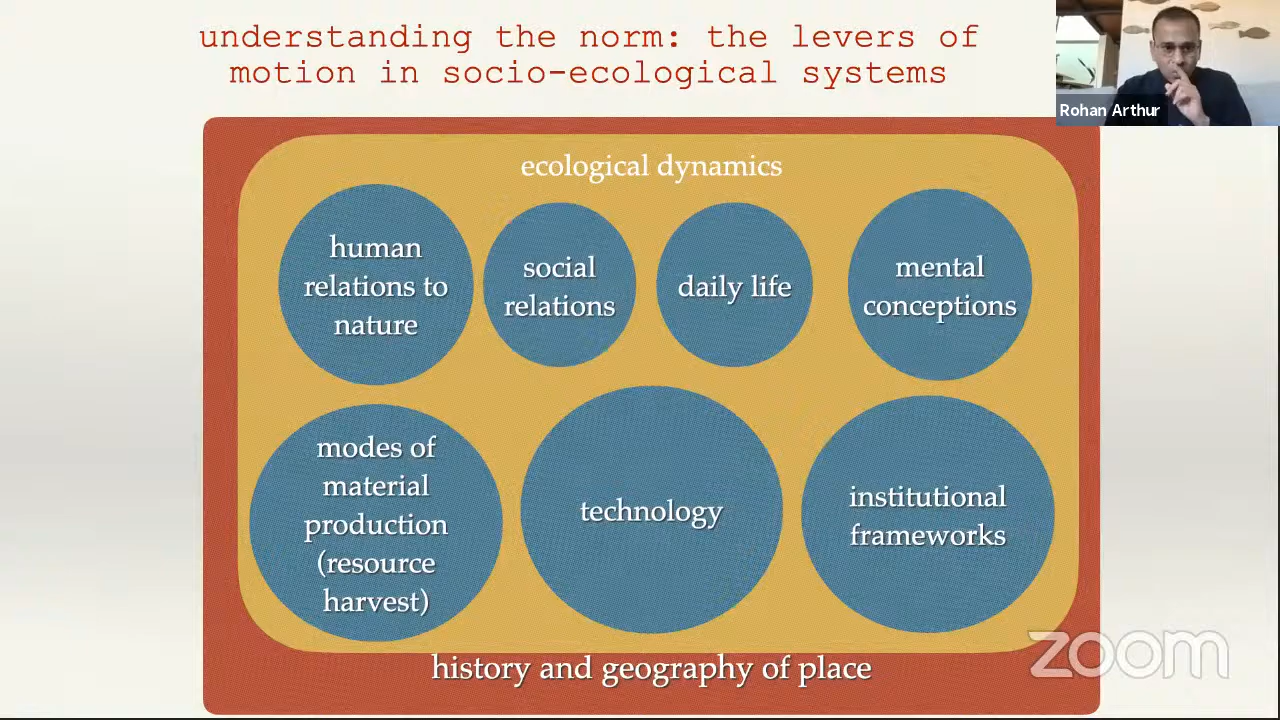 understanding the norm: the levers of
motion in socio-ecological systems
Rohan Arthur
ecological dynamics
human
relations to
nature
social
relations
daily life
mental
conceptions
modes of
material
production
(resource
harvest)
technology
institutional
frameworks
history and geography of place
zoom